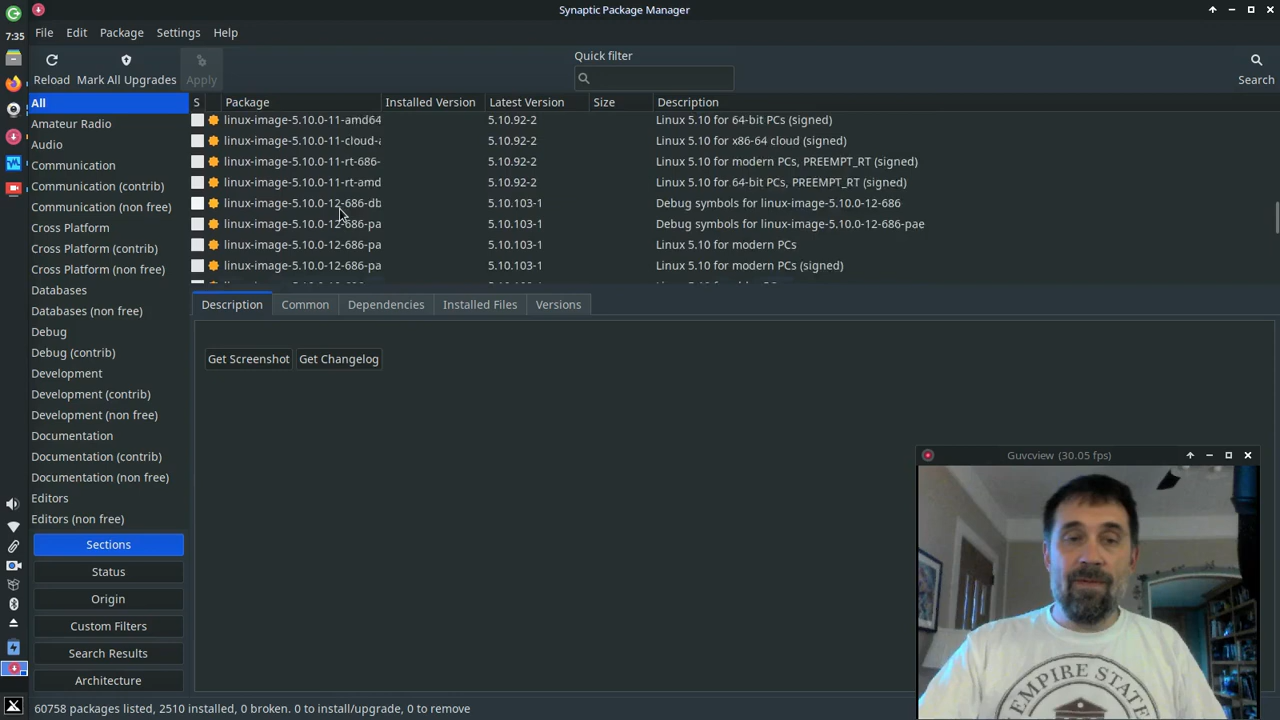 Synaptic Package Manager
7:35
File Edit Package Settings Help
Reload Mark All Upgrades Apply
Quick filter
Search
S Package Installed Version Latest Version Size Description
linux-image-5.10.0-11-amd64 5.10.92-2 Linux 5.10 for 64-bit PCs (signed)
linux-image-5.10.0-11-cloud-a 5.10.92-2 Linux 5.10 for x86-64 cloud (signed)
linux-image-5.10.0-11-rt-686- 5.10.92-2 Linux 5.10 for modern PCs, PREEMPT_RT (signed)
linux-image-5.10.0-11-rt-amd 5.10.92-2 Linux 5.10 for 64-bit PCs, PREEMPT_RT (signed)
linux-image-5.10.0-12-686-db 5.10.103-1 Debug symbols for linux-image-5.10.0-12-686
linux-image-5.10.0-12-686-pa 5.10.103-1 Debug symbols for linux-image-5.10.0-12-686-pae
linux-image-5.10.0-12-686-pa 5.10.103-1 Linux 5.10 for modern PCs
linux-image-5.10.0-12-686-pa 5.10.103-1 Linux 5.10 for modern PCs (signed)
All
Amateur Radio
Audio
Communication
Communication (contrib)
Communication (non free)
Cross Platform
Cross Platform (contrib)
Cross Platform (non free)
Databases
Databases (non free)
Debug
Debug (contrib)
Development
Development (contrib)
Development (non free)
Documentation
Documentation (contrib)
Documentation (non free)
Editors
Editors (non free)
Sections
Status
Origin
Custom Filters
Search Results
Architecture
Description Common Dependencies Installed Files Versions
Get Screenshot Get Changelog
Guvcview (30.05 fps)
EMPIRE STATE
60758 packages listed, 2510 installed, 0 broken. 0 to install/upgrade, 0 to remove